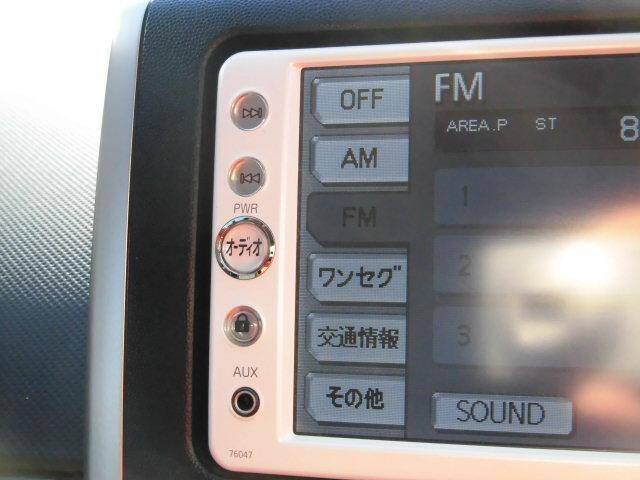 OFF
FM
AREA.P ST 8
AM
PWR
FM
1
オーディオ
ワンセグ
2
交通情報
3
AUX
その他
SOUND
76047